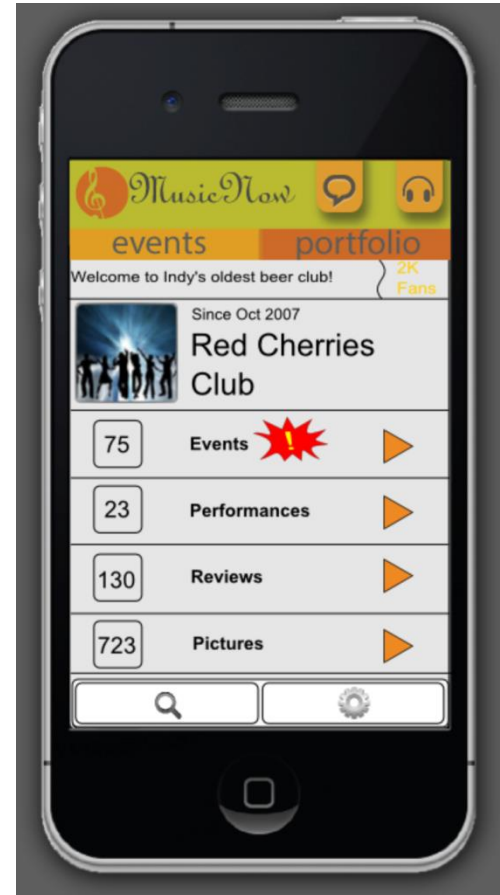 MusicNow
events portfolio
Welcome to Indy's oldest beer club!
2K
Fans
Since Oct 2007
Red Cherries
Club
75 Events !
23 Performances
130 Reviews
723 Pictures